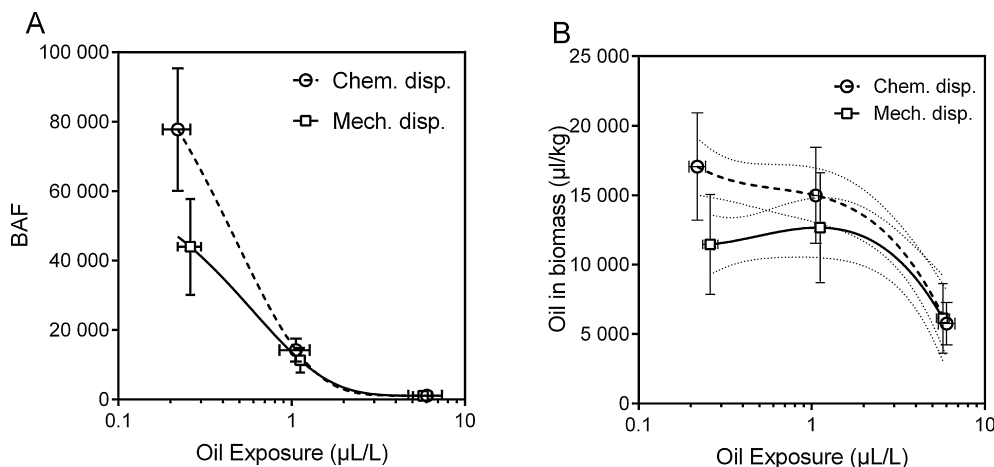 A
100 000
80 000
60 000
40 000
20 000
0
BAF
Chem. disp.
Mech. disp.
0.1
1
10
Oil Exposure (µL/L)
B
25 000
20 000
15 000
10 000
5 000
0
Oil in biomass (µl/kg)
Chem. disp.
Mech. disp.
0.1
1
10
Oil Exposure (µL/L)